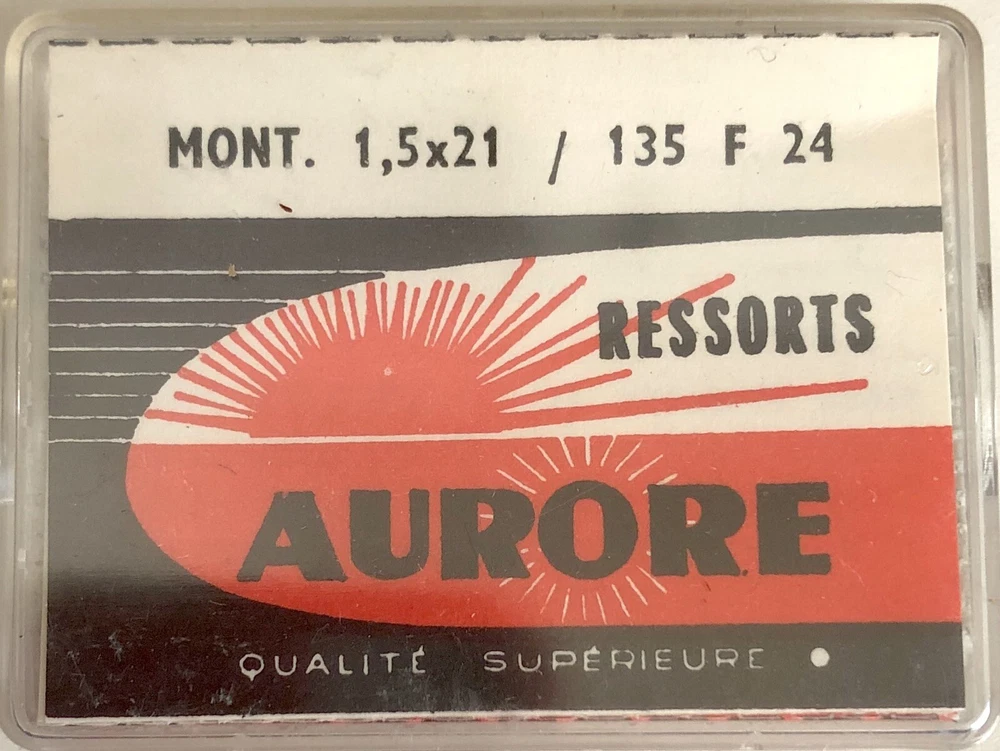 MONT. 1,5x21 / 135 F 24
RESSORTS
AURORE
QUALITÉ SUPÉRIEURE